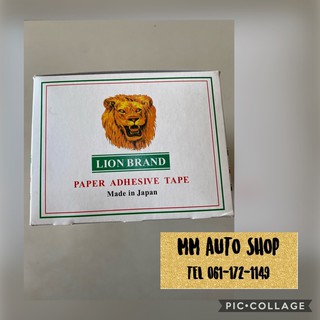 LION BRAND
PAPER ADHESIVE TAPE
Made in Japan
MM AUTO SHOP
TEL 061-172-1149
PIC•COLLAGE